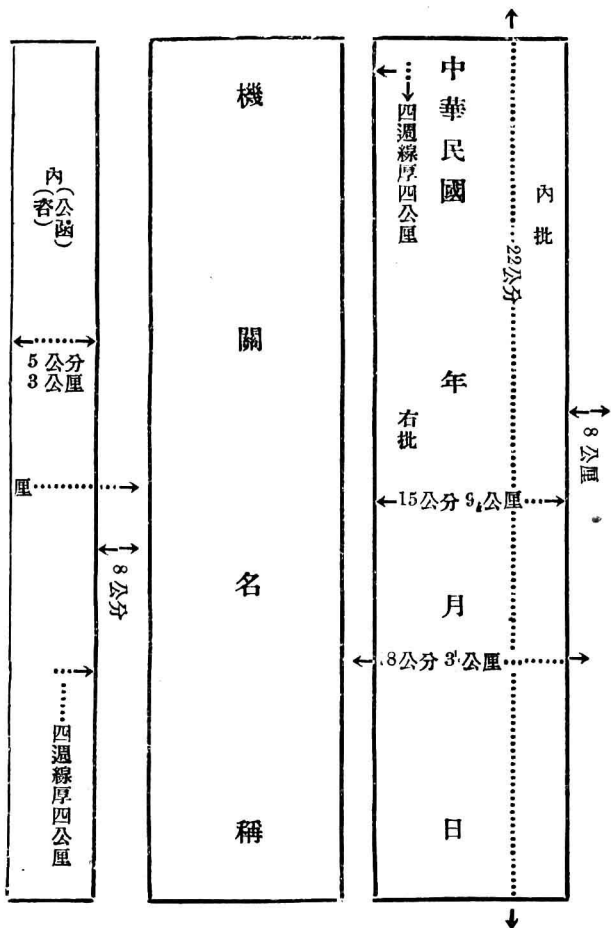 8公厘
內批
22公分
中華民國 年 月 日
四週線厚四公厘
右批
15公分 9公厘
8公分 3公厘
機關名稱
8公分
內(公函)
(咨)
5公分
3公厘
厘
四週線厚四公厘